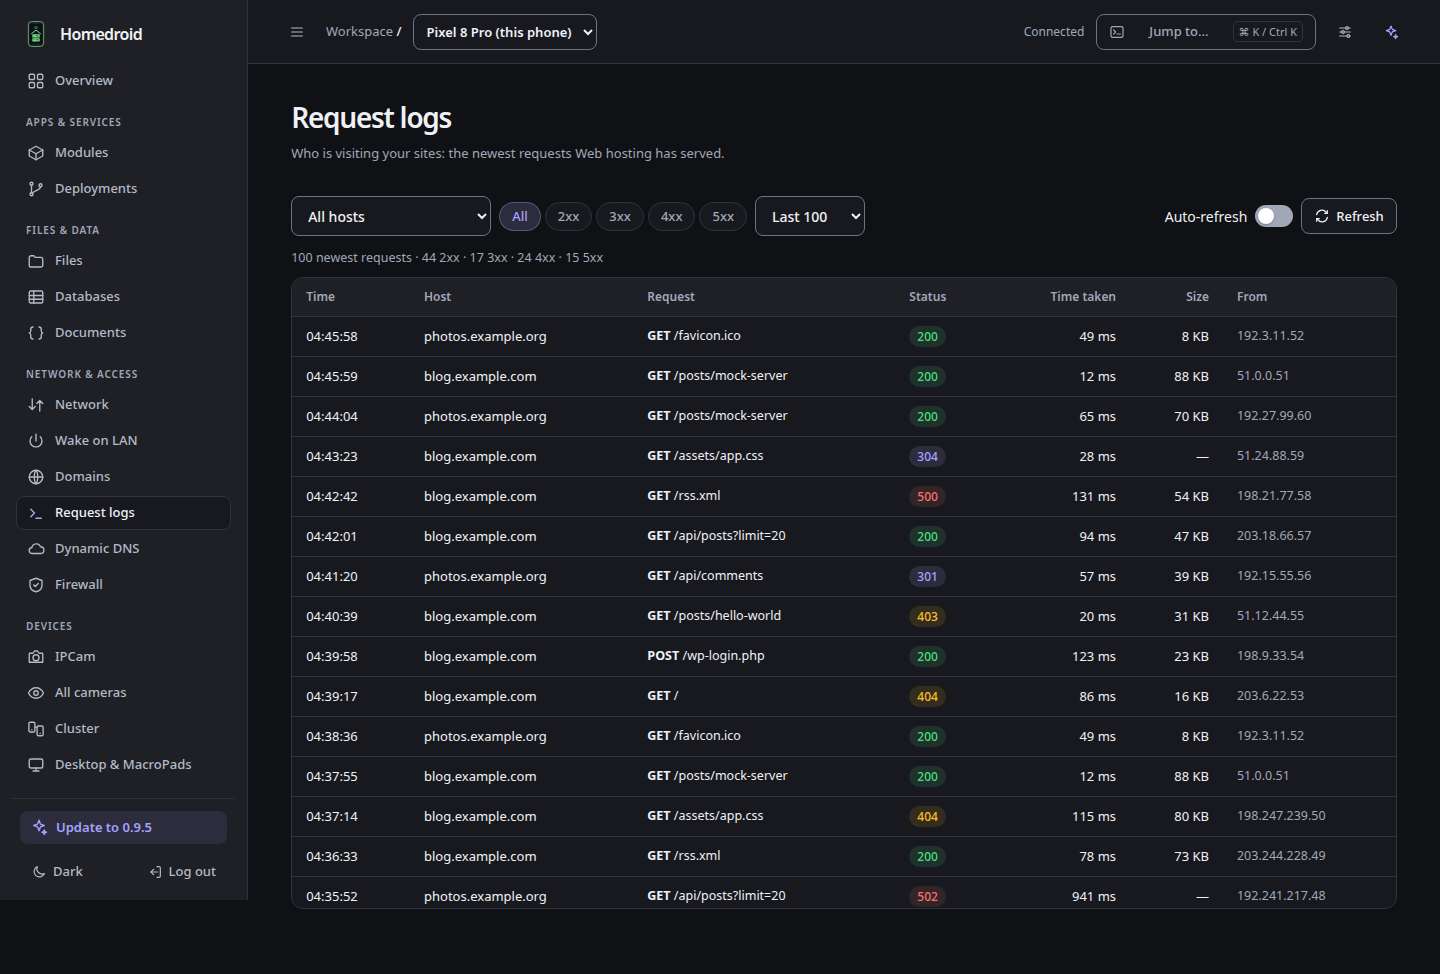 Homedroid
Overview
APPS & SERVICES
Modules
Deployments
FILES & DATA
Files
Databases
Documents
NETWORK & ACCESS
Network
Wake on LAN
Domains
Request logs
Dynamic DNS
Firewall
DEVICES
IPCam
All cameras
Cluster
Desktop & MacroPads
Update to 0.9.5
Dark Log out
Workspace / Pixel 8 Pro (this phone) Connected Jump to... ⌘ K / Ctrl K
Request logs
Who is visiting your sites: the newest requests Web hosting has served.
All hosts All 2xx 3xx 4xx 5xx Last 100 Auto-refresh Refresh
100 newest requests · 44 2xx · 17 3xx · 24 4xx · 15 5xx
Time Host Request Status Time taken Size From
04:45:58 photos.example.org GET /favicon.ico 200 49 ms 8 KB 192.3.11.52
04:45:59 blog.example.com GET /posts/mock-server 200 12 ms 88 KB 51.0.0.51
04:44:04 photos.example.org GET /posts/mock-server 200 65 ms 70 KB 192.27.99.60
04:43:23 blog.example.com GET /assets/app.css 304 28 ms — 51.24.88.59
04:42:42 blog.example.com GET /rss.xml 500 131 ms 54 KB 198.21.77.58
04:42:01 blog.example.com GET /api/posts?limit=20 200 94 ms 47 KB 203.18.66.57
04:41:20 photos.example.org GET /api/comments 301 57 ms 39 KB 192.15.55.56
04:40:39 blog.example.com GET /posts/hello-world 403 20 ms 31 KB 51.12.44.55
04:39:58 blog.example.com POST /wp-login.php 200 123 ms 23 KB 198.9.33.54
04:39:17 blog.example.com GET / 404 86 ms 16 KB 203.6.22.53
04:38:36 photos.example.org GET /favicon.ico 200 49 ms 8 KB 192.3.11.52
04:37:55 blog.example.com GET /posts/mock-server 200 12 ms 88 KB 51.0.0.51
04:37:14 blog.example.com GET /assets/app.css 404 115 ms 80 KB 198.247.239.50
04:36:33 blog.example.com GET /rss.xml 200 78 ms 73 KB 203.244.228.49
04:35:52 photos.example.org GET /api/posts?limit=20 502 941 ms — 192.241.217.48